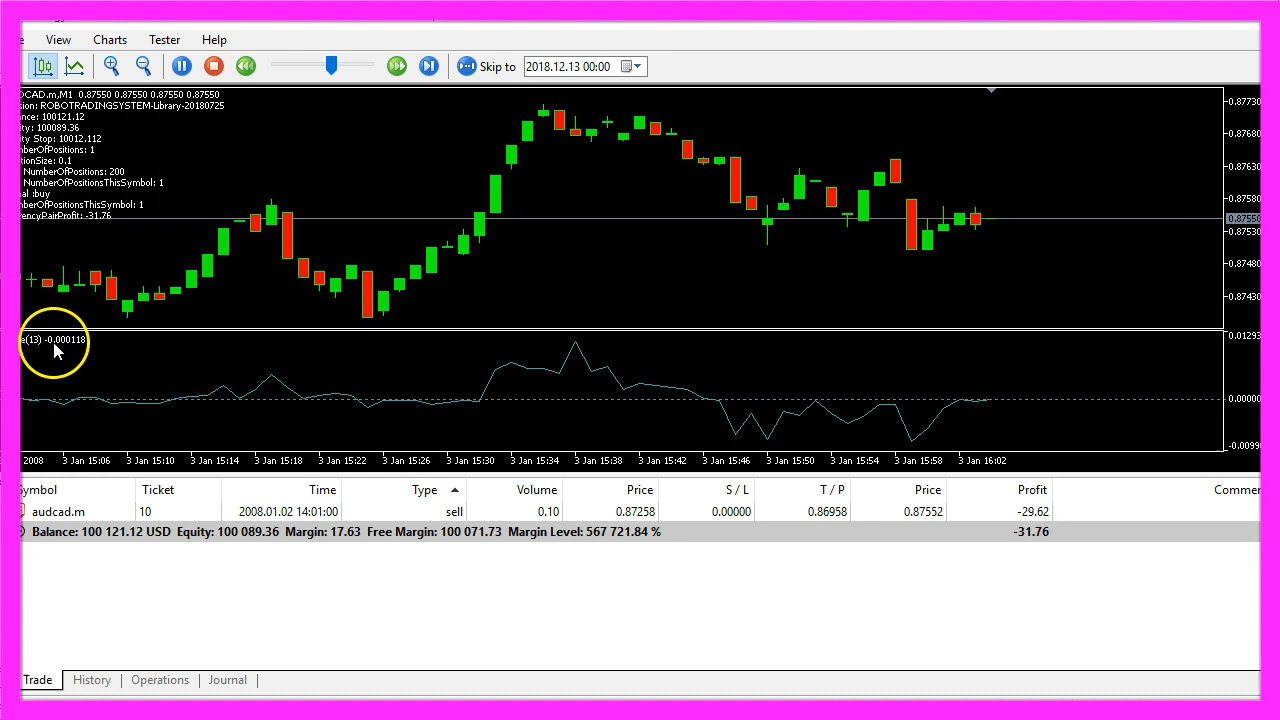 View Charts Tester Help
Skip to 2018.12.13 00:00
OCAD.m,M1 0.87550 0.87550 0.87550 0.87550
sion: ROBOTRADINGSYSTEM-Library-20180725
ance: 100121.12
ity: 100089.36
ty Stop: 10012.112
mberOfPositions: 1
itionSize: 0.1
NumberOfPositions: 200
NumberOfPositionsThisSymbol: 1
nal :buy
mberOfPositionsThisSymbol: 1
rencyPairProfit: -31.76
0.87730
0.87680
0.87630
0.87580
0.87550
0.87530
0.87480
0.87430
e(13) -0.000118
0.01293
0.00000
-0.0099
2008 3 Jan 15:06 3 Jan 15:10 3 Jan 15:14 3 Jan 15:18 3 Jan 15:22 3 Jan 15:26 3 Jan 15:30 3 Jan 15:34 3 Jan 15:38 3 Jan 15:42 3 Jan 15:46 3 Jan 15:50 3 Jan 15:54 3 Jan 15:58 3 Jan 16:02
Symbol Ticket Time Type Volume Price S / L T / P Price Profit Commen
audcad.m 10 2008.01.02 14:01:00 sell 0.10 0.87258 0.00000 0.86958 0.87552 -29.62
Balance: 100 121.12 USD Equity: 100 089.36 Margin: 17.63 Free Margin: 100 071.73 Margin Level: 567 721.84 % -31.76
Trade History Operations Journal